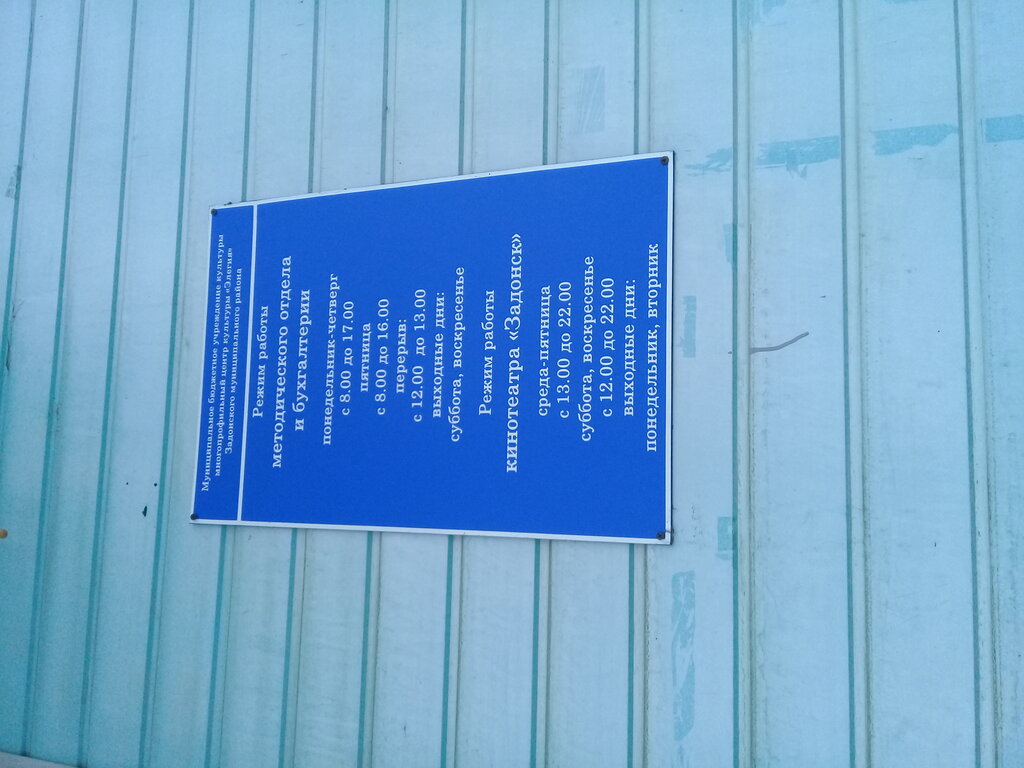 Муниципальное бюджетное учреждение культуры
многопрофильный центр культуры «Элегия»
Задонского муниципального района
Режим работы
методического отдела
и бухгалтерии
понедельник-четверг
с 8.00 до 17.00
пятница
с 8.00 до 16.00
перерыв:
с 12.00 до 13.00
выходные дни:
суббота, воскресенье
Режим работы
кинотеатра «Задонск»
среда-пятница
с 13.00 до 22.00
суббота, воскресенье
с 12.00 до 22.00
выходные дни:
понедельник, вторник